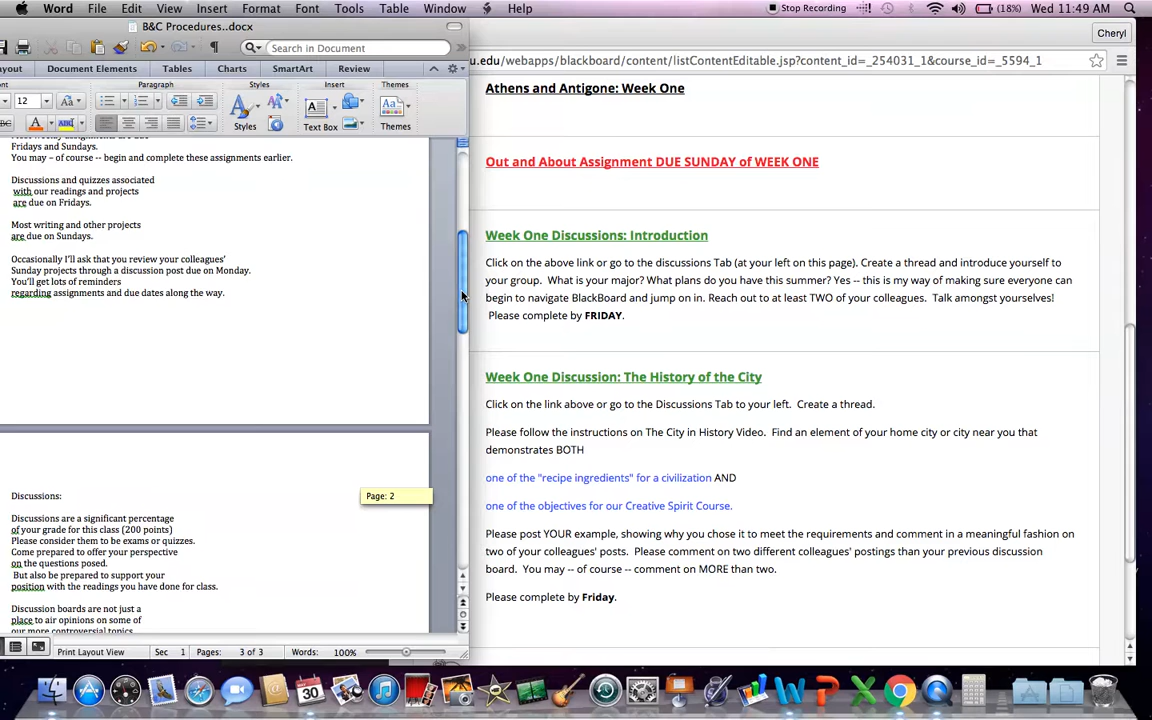 Word File Edit View Insert Format Font Tools Table Window Help
Stop Recording (18%) Wed 11:49 AM
B&C Procedures..docx
Search in Document
ayout Document Elements Tables Charts SmartArt Review
Paragraph Styles Insert Themes
12
ABC A ABC Styles Text Box Themes
Fridays and Sundays.
You may – of course -- begin and complete these assignments earlier.
Discussions and quizzes associated
with our readings and projects
are due on Fridays.
Most writing and other projects
are due on Sundays.
Occasionally I'll ask that you review your colleagues'
Sunday projects through a discussion post due on Monday.
You'll get lots of reminders
regarding assignments and due dates along the way.
Page: 2
Discussions:
Discussions are a significant percentage
of your grade for this class (200 points)
Please consider them to be exams or quizzes.
Come prepared to offer your perspective
on the questions posed.
But also be prepared to support your
position with the readings you have done for class.
Discussion boards are not just a
place to air opinions on some of
our more controversial topics
Print Layout View Sec 1 Pages: 3 of 3 Words: 100%
Cheryl
u.edu/webapps/blackboard/content/listContentEditable.jsp?content_id=_254031_1&course_id=_5594_1
Athens and Antigone: Week One
Out and About Assignment DUE SUNDAY of WEEK ONE
Week One Discussions: Introduction
Click on the above link or go to the discussions Tab (at your left on this page). Create a thread and introduce yourself to
your group. What is your major? What plans do you have this summer? Yes -- this is my way of making sure everyone can
begin to navigate BlackBoard and jump on in. Reach out to at least TWO of your colleagues. Talk amongst yourselves!
Please complete by FRIDAY.
Week One Discussion: The History of the City
Click on the link above or go to the Discussions Tab to your left. Create a thread.
Please follow the instructions on The City in History Video. Find an element of your home city or city near you that
demonstrates BOTH
one of the "recipe ingredients" for a civilization AND
one of the objectives for our Creative Spirit Course.
Please post YOUR example, showing why you chose it to meet the requirements and comment in a meaningful fashion on
two of your colleagues' posts. Please comment on two different colleagues' postings than your previous discussion
board. You may -- of course -- comment on MORE than two.
Please complete by Friday.
30